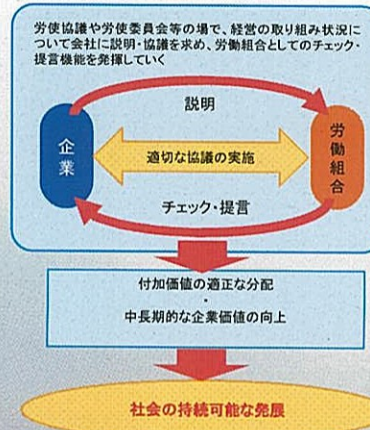 労使協議や労使委員会等の場で、経営の取り組み状況に
ついて会社に説明・協議を求め、労働組合としてのチェック・
提言機能を発揮していく
説明
企業
適切な協議の実施
労働組合
チェック・提言
付加価値の適正な分配
・
中長期的な企業価値の向上
社会の持続可能な発展